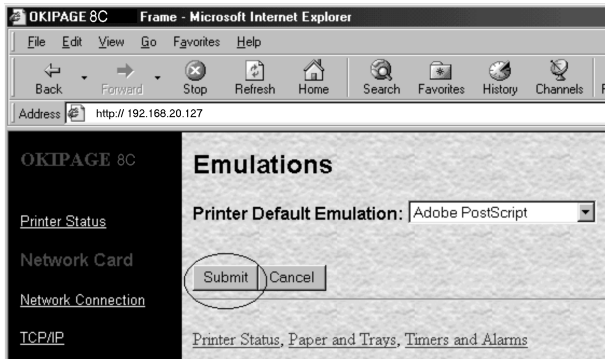 OKIPAGE 8C Frame - Microsoft Internet Explorer
File Edit View Go Favorites Help
Back Forward Stop Refresh Home Search Favorites History Channels F
Address http:// 192.168.20.127
OKIPAGE 8C
Emulations
Printer Default Emulation: Adobe PostScript
Printer Status
Network Card
Submit Cancel
Network Connection
TCP/IP
Printer Status, Paper and Trays, Timers and Alarms